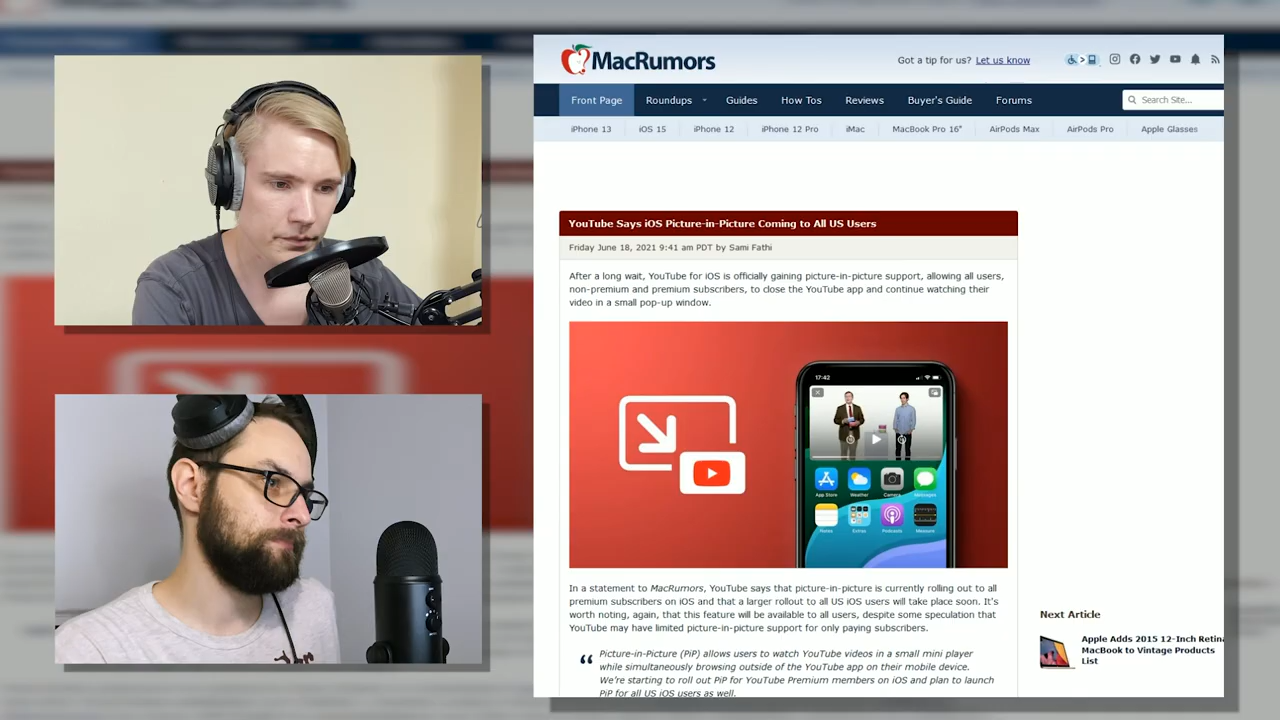 MacRumors
Got a tip for us? Let us know
Front Page Roundups Guides How Tos Reviews Buyer's Guide Forums
Search Site...
iPhone 13 iOS 15 iPhone 12 iPhone 12 Pro iMac MacBook Pro 16" AirPods Max AirPods Pro Apple Glasses
YouTube Says iOS Picture-in-Picture Coming to All US Users
Friday June 18, 2021 9:41 am PDT by Sami Fathi
After a long wait, YouTube for iOS is officially gaining picture-in-picture support, allowing all users,
non-premium and premium subscribers, to close the YouTube app and continue watching their
video in a small pop-up window.
17:42
App Store Weather Camera Messages
Notes Extras Podcasts Measure
In a statement to MacRumors, YouTube says that picture-in-picture is currently rolling out to all
premium subscribers on iOS and that a larger rollout to all US iOS users will take place soon. It's
worth noting, again, that this feature will be available to all users, despite some speculation that
YouTube may have limited picture-in-picture support for only paying subscribers.
“ Picture-in-Picture (PiP) allows users to watch YouTube videos in a small mini player
while simultaneously browsing outside of the YouTube app on their mobile device.
We're starting to roll out PiP for YouTube Premium members on iOS and plan to launch
PiP for all US iOS users as well.
Next Article
Apple Adds 2015 12-Inch Retina
MacBook to Vintage Products
List